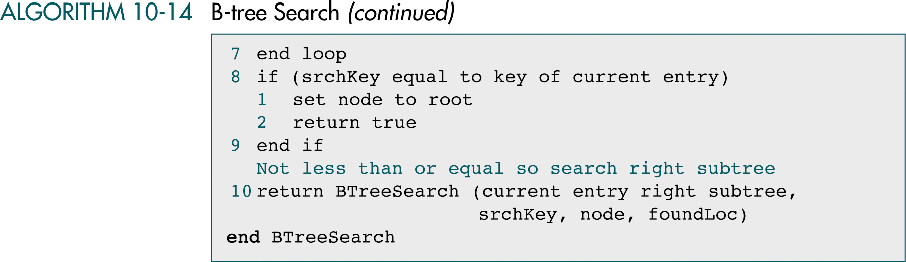 ALGORITHM 10-14 B-tree Search (continued)
7 end loop
8 if (srchKey equal to key of current entry)
1 set node to root
2 return true
9 end if
Not less than or equal so search right subtree
10 return BTreeSearch (current entry right subtree,
srchKey, node, foundLoc)
end BTreeSearch